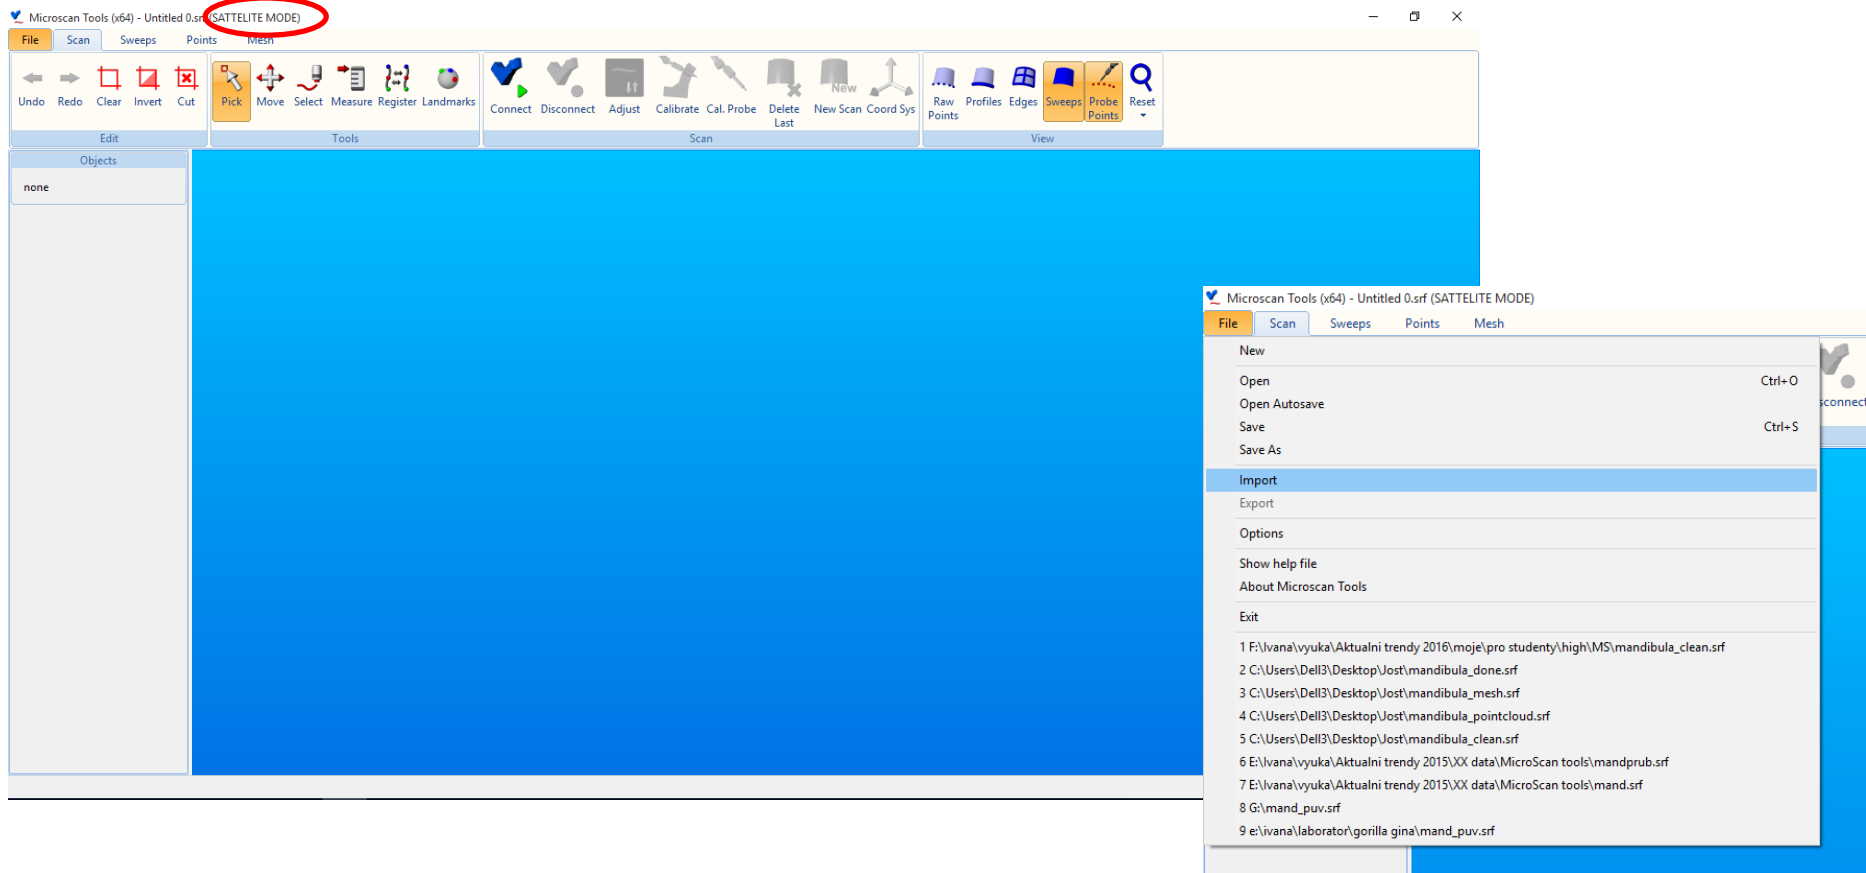 Microscan Tools (x64) - Untitled 0.srf (SATTELITE MODE)
File Scan Sweeps Points Mesh
Undo Redo Clear Invert Cut
Pick Move Select Measure Register Landmarks
Connect Disconnect Adjust Calibrate Cal. Probe Delete Last New New Scan Coord Sys
Raw Points Profiles Edges Sweeps Probe Points Reset
Edit Tools Scan View
Objects
none
Microscan Tools (x64) - Untitled 0.srf (SATTELITE MODE)
File Scan Sweeps Points Mesh
New
Open Ctrl+O
Open Autosave
sconnect
Save Ctrl+S
Save As
Import
Export
Options
Show help file
About Microscan Tools
Exit
1 F:\Ivana\vyuka\Aktualni trendy 2016\moje\pro studenty\high\MS\mandibula_clean.srf
2 C:\Users\Dell3\Desktop\Jost\mandibula_done.srf
3 C:\Users\Dell3\Desktop\Jost\mandibula_mesh.srf
4 C:\Users\Dell3\Desktop\Jost\mandibula_pointcloud.srf
5 C:\Users\Dell3\Desktop\Jost\mandibula_clean.srf
6 E:\Ivana\vyuka\Aktualni trendy 2015\XX data\MicroScan tools\mandprub.srf
7 E:\Ivana\vyuka\Aktualni trendy 2015\XX data\MicroScan tools\mand.srf
8 G:\mand_puv.srf
9 e:\ivana\laborator\gorilla gina\mand_puv.srf